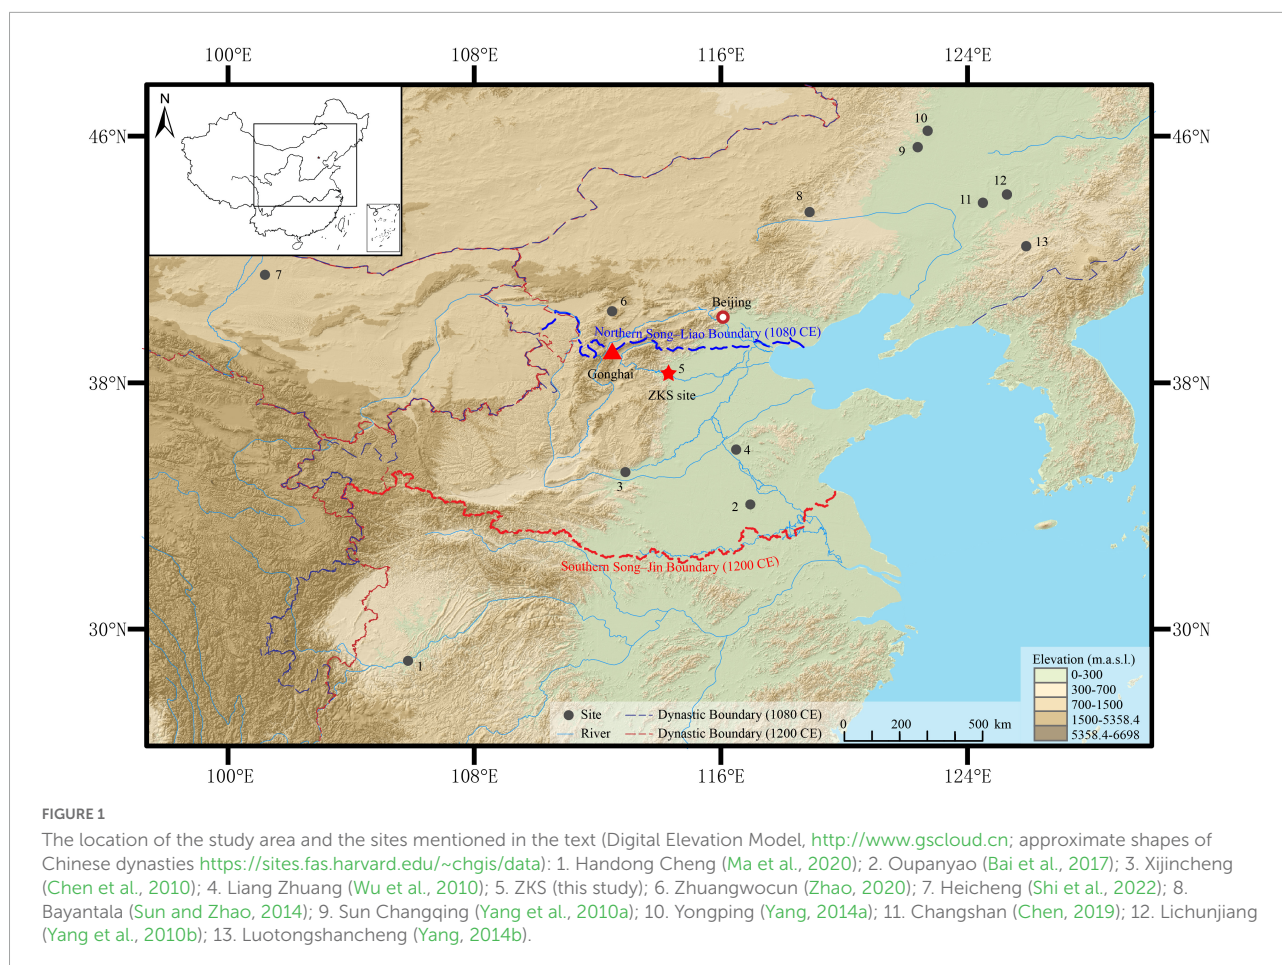 100°E 108°E 116°E 124°E
N
46°N 46°N
10
9
12
11
8
13
7
6
Beijing
Northern Song–Liao Boundary (1080 CE)
Gonghai
5
38°N 38°N
ZKS site
4
3
2
Southern Song–Jin Boundary (1200 CE)
30°N 30°N
1
Elevation (m.a.s.l.)
0-300
300-700
700-1500
1500-5358.4
5358.4-6698
Site Dynastic Boundary (1080 CE)
River Dynastic Boundary (1200 CE)
0 200 500 km
100°E 108°E 116°E 124°E
FIGURE 1
The location of the study area and the sites mentioned in the text (Digital Elevation Model, http://www.gscloud.cn; approximate shapes of
Chinese dynasties https://sites.fas.harvard.edu/~chgis/data): 1. Handong Cheng (Ma et al., 2020); 2. Oupanyao (Bai et al., 2017); 3. Xijincheng
(Chen et al., 2010); 4. Liang Zhuang (Wu et al., 2010); 5. ZKS (this study); 6. Zhuangwocun (Zhao, 2020); 7. Heicheng (Shi et al., 2022); 8.
Bayantala (Sun and Zhao, 2014); 9. Sun Changqing (Yang et al., 2010a); 10. Yongping (Yang, 2014a); 11. Changshan (Chen, 2019); 12. Lichunjiang
(Yang et al., 2010b); 13. Luotongshancheng (Yang, 2014b).